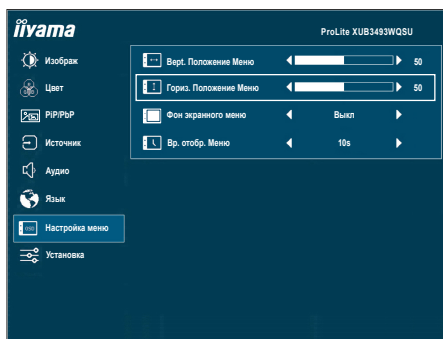 iiyama
ProLite XUB3493WQSU
Изображ
Цвет
PiP/PbP
Источник
Аудио
Язык
Настройка меню
Установка
Верт. Положение Меню 50
Гориз. Положение Меню 50
Фон экранного меню Выкл
Вр. отобр. Меню 10s